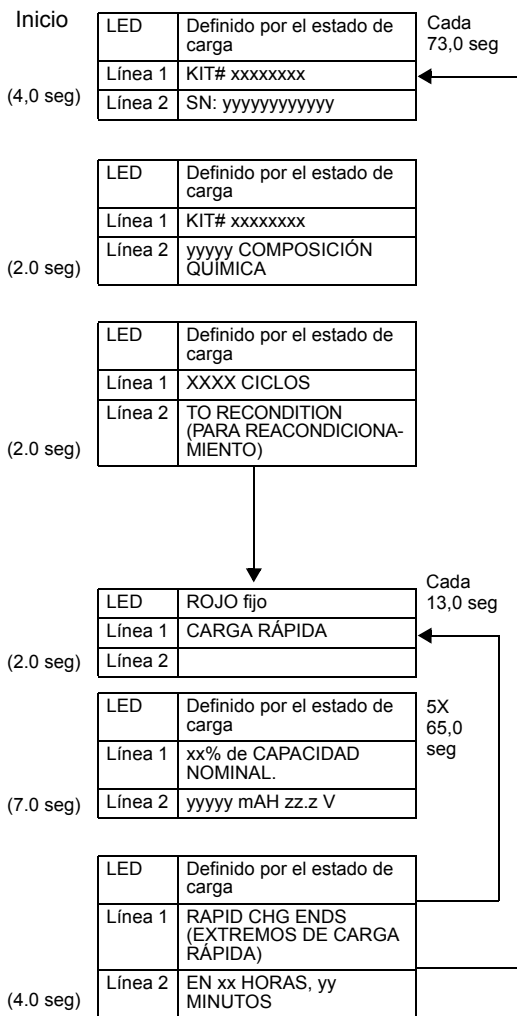 Inicio
LED Definido por el estado de
carga
Cada
73,0 seg
Línea 1 KIT# xxxxxxxx
(4,0 seg)
Línea 2 SN: yyyyyyyyyyyy
LED Definido por el estado de
carga
Línea 1 KIT# xxxxxxxx
Línea 2 yyyyy COMPOSICIÓN
QUÍMICA
(2.0 seg)
LED Definido por el estado de
carga
Línea 1 XXXX CICLOS
Línea 2 TO RECONDITION
(PARA REACONDICIONA-
MIENTO)
(2.0 seg)
Cada
13,0 seg
LED ROJO fijo
Línea 1 CARGA RÁPIDA
(2.0 seg) Línea 2
LED Definido por el estado de
carga
5X
65,0
seg
Línea 1 xx% de CAPACIDAD
NOMINAL.
(7.0 seg) Línea 2 yyyyy mAH zz.z V
LED Definido por el estado de
carga
Línea 1 RAPID CHG ENDS
(EXTREMOS DE CARGA
RÁPIDA)
Línea 2 EN xx HORAS, yy
MINUTOS
(4.0 seg)